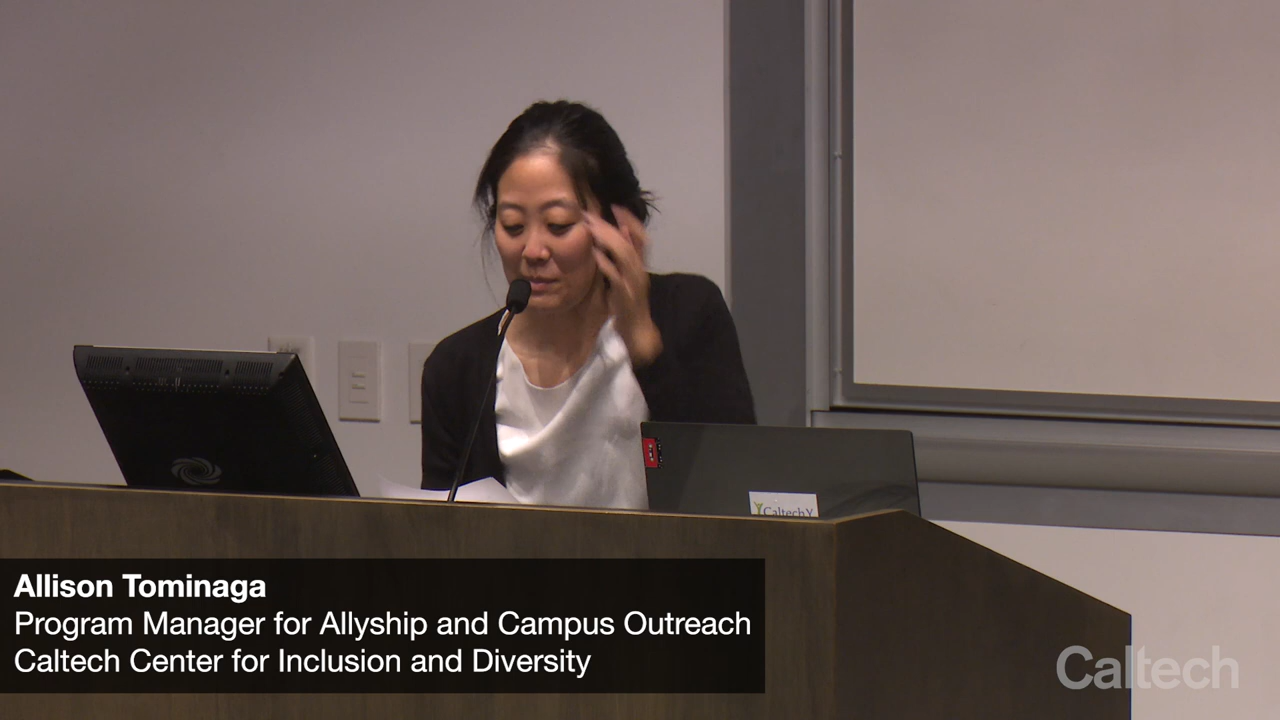 CaltechY
Allison Tominaga
Program Manager for Allyship and Campus Outreach
Caltech Center for Inclusion and Diversity
Caltech